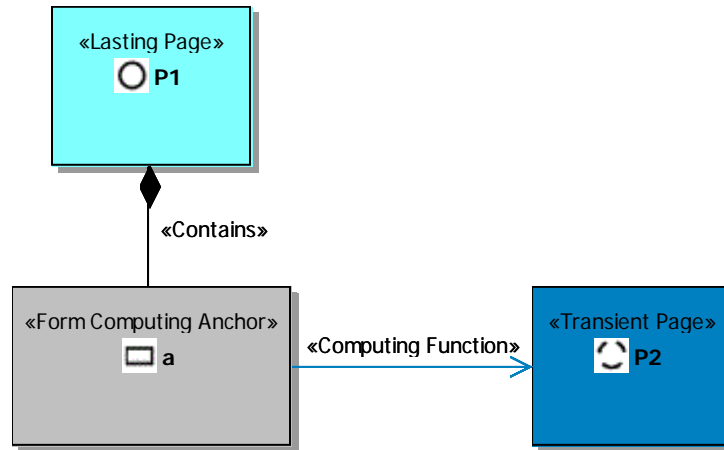 «Lasting Page»
P1
«Contains»
«Form Computing Anchor»
a
«Computing Function»
«Transient Page»
P2